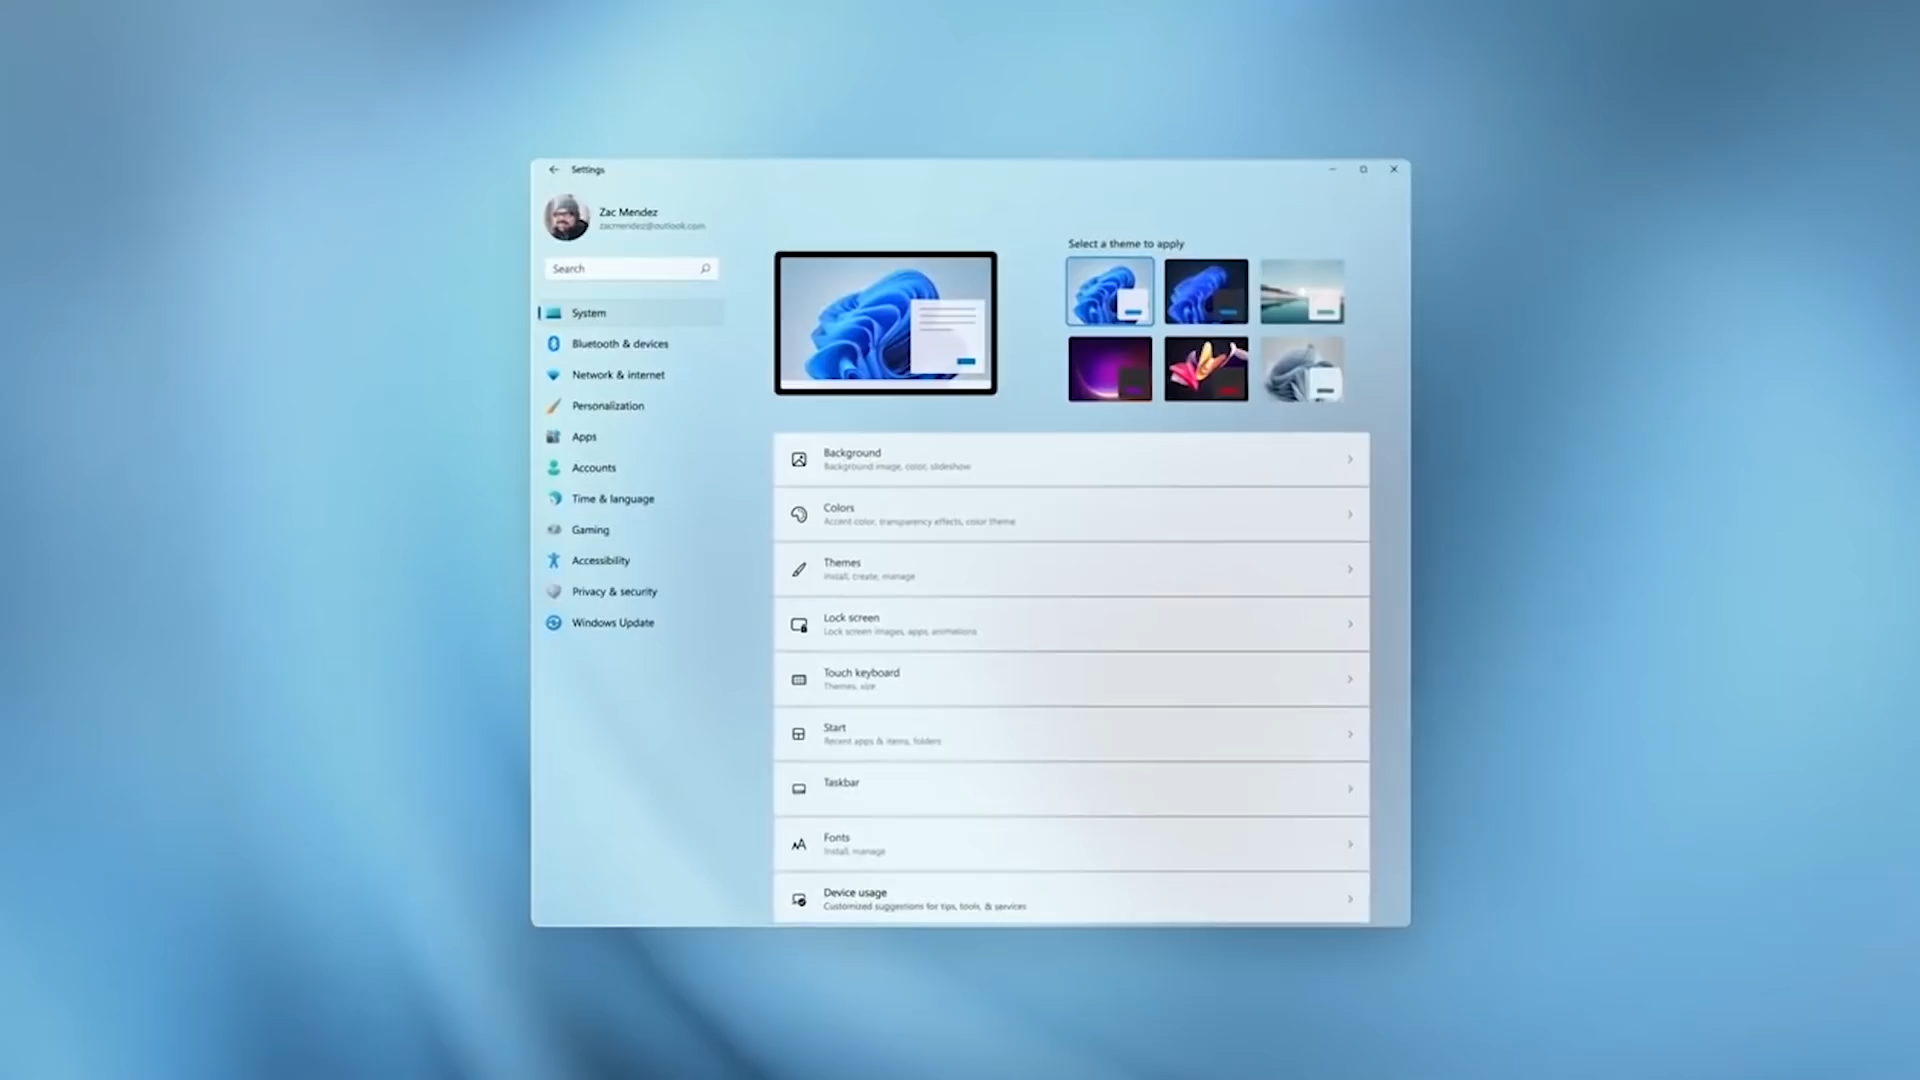 Settings
Zac Mendez
zacmendez@outlook.com
Search
System
Bluetooth & devices
Network & internet
Personalization
Apps
Accounts
Time & language
Gaming
Accessibility
Privacy & security
Windows Update
Select a theme to apply
Background
Background image, color, slideshow
Colors
Accent color, transparency effects, color theme
Themes
Install, create, manage
Lock screen
Lock screen images, apps, animations
Touch keyboard
Themes, size
Start
Recent apps & items, folders
Taskbar
Fonts
Install, manage
Device usage
Customized suggestions for tips, tools, & services